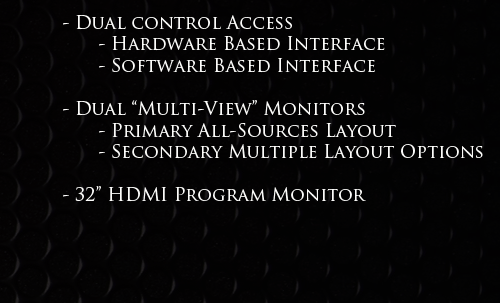 - Dual control Access
- Hardware Based Interface
- Software Based Interface
- Dual “Multi-View” Monitors
- Primary All-Sources Layout
- Secondary Multiple Layout Options
- 32” HDMI Program Monitor